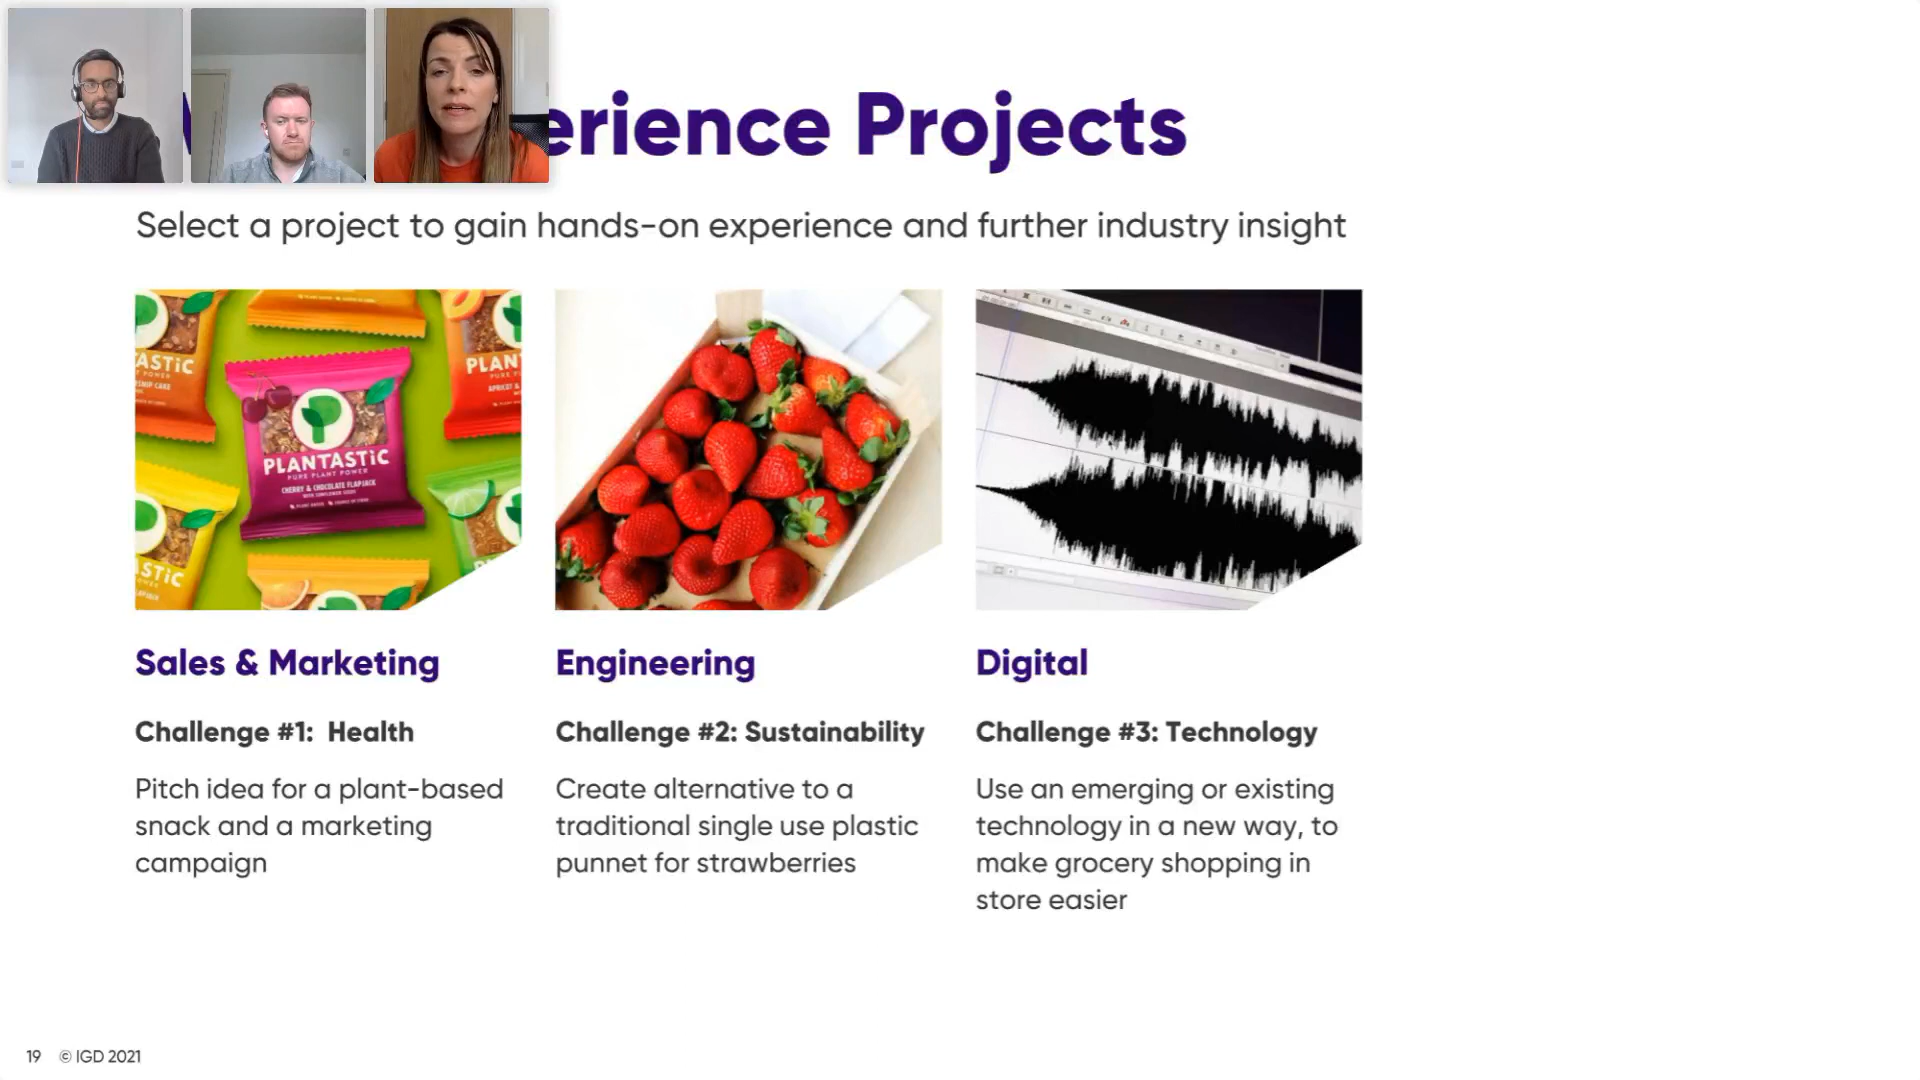 erience Projects
Select a project to gain hands-on experience and further industry insight
PLANTASTIC
PURE PLANT POWER
CHERRY & CHOCOLATE FLAPJACK
WITH SUNFLOWER SEEDS
Sales & Marketing
Challenge #1: Health
Pitch idea for a plant-based
snack and a marketing
campaign
Engineering
Challenge #2: Sustainability
Create alternative to a
traditional single use plastic
punnet for strawberries
Digital
Challenge #3: Technology
Use an emerging or existing
technology in a new way, to
make grocery shopping in
store easier
19 © IGD 2021